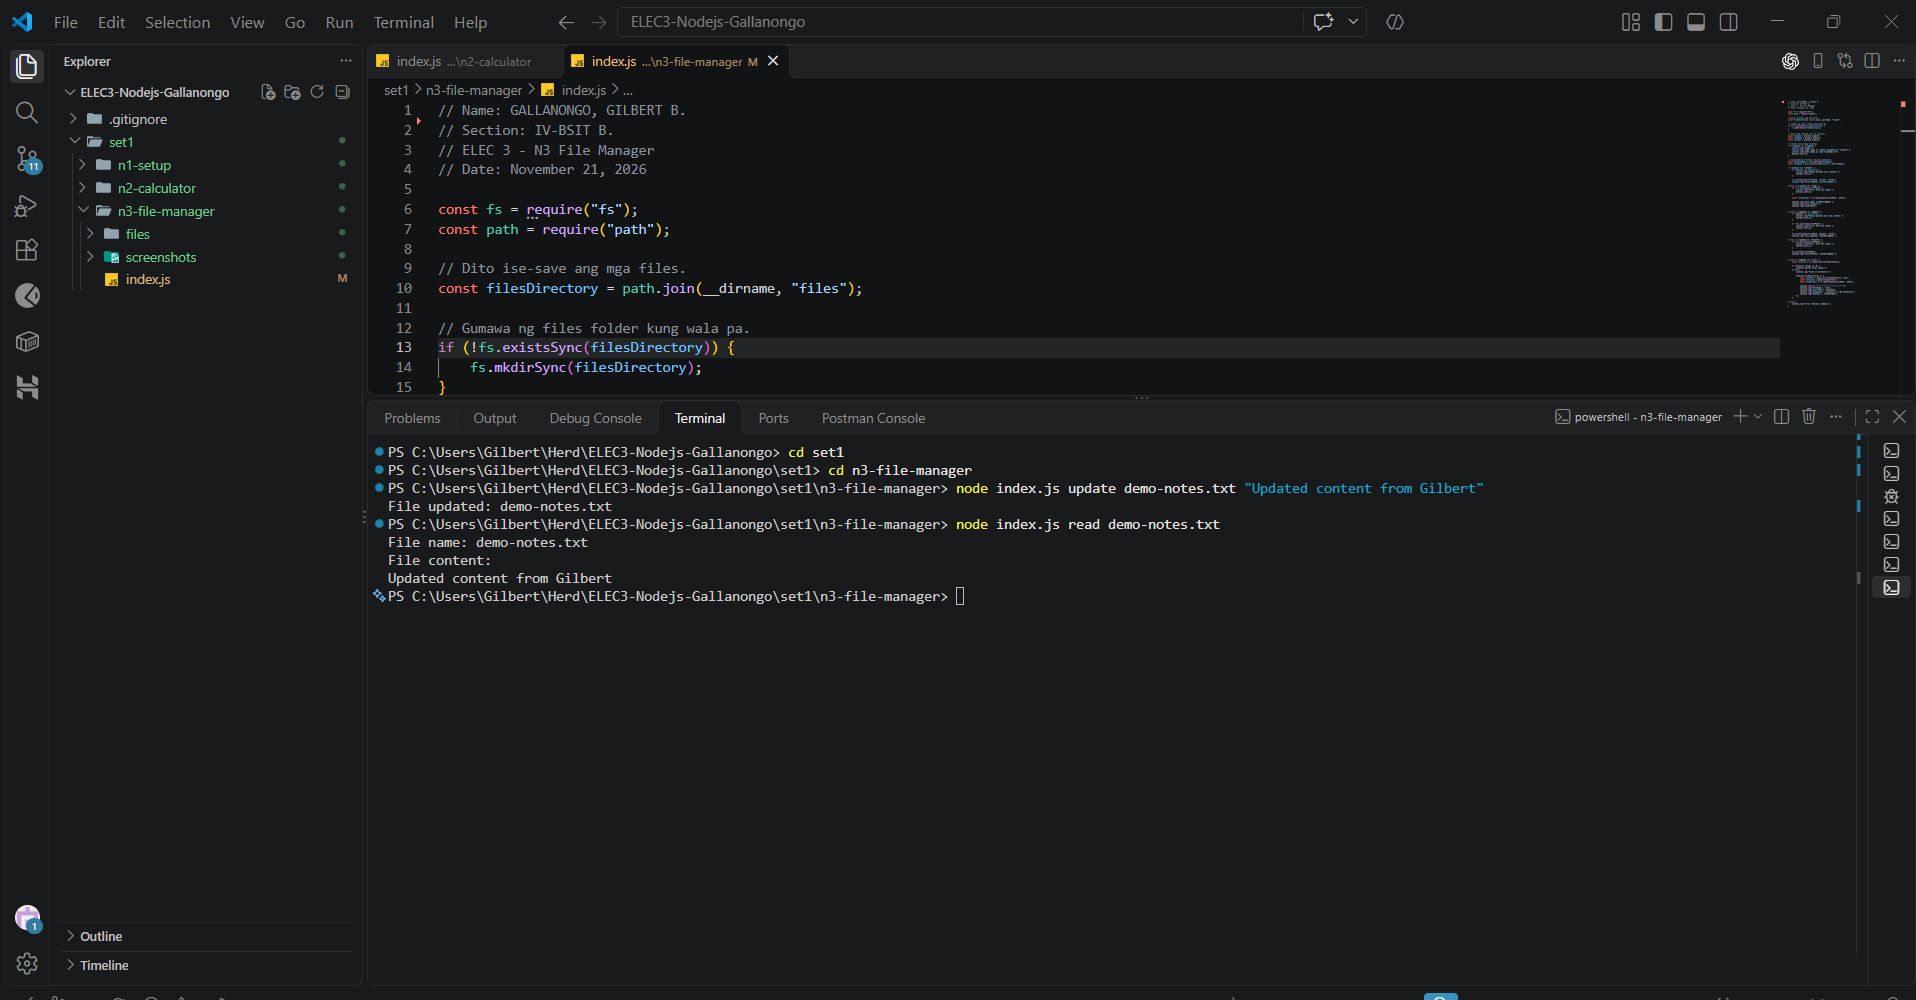 File Edit Selection View Go Run Terminal Help
ELEC3-Nodejs-Gallanongo
Explorer
ELEC3-Nodejs-Gallanongo
.gitignore
set1
n1-setup
n2-calculator
n3-file-manager
files
screenshots
index.js M
11
1
Outline
Timeline
index.js ...\n2-calculator
index.js ...\n3-file-manager M
set1 > n3-file-manager > index.js > ...
1 // Name: GALLANONGO, GILBERT B.
2 // Section: IV-BSIT B.
3 // ELEC 3 - N3 File Manager
4 // Date: November 21, 2026
5
6 const fs = require("fs");
7 const path = require("path");
8
9 // Dito ise-save ang mga files.
10 const filesDirectory = path.join(__dirname, "files");
11
12 // Gumawa ng files folder kung wala pa.
13 if (!fs.existsSync(filesDirectory)) {
14 fs.mkdirSync(filesDirectory);
15 }
Problems Output Debug Console Terminal Ports Postman Console
powershell - n3-file-manager
PS C:\Users\Gilbert\Herd\ELEC3-Nodejs-Gallanongo> cd set1
PS C:\Users\Gilbert\Herd\ELEC3-Nodejs-Gallanongo\set1> cd n3-file-manager
PS C:\Users\Gilbert\Herd\ELEC3-Nodejs-Gallanongo\set1\n3-file-manager> node index.js update demo-notes.txt "Updated content from Gilbert"
File updated: demo-notes.txt
PS C:\Users\Gilbert\Herd\ELEC3-Nodejs-Gallanongo\set1\n3-file-manager> node index.js read demo-notes.txt
File name: demo-notes.txt
File content:
Updated content from Gilbert
PS C:\Users\Gilbert\Herd\ELEC3-Nodejs-Gallanongo\set1\n3-file-manager>